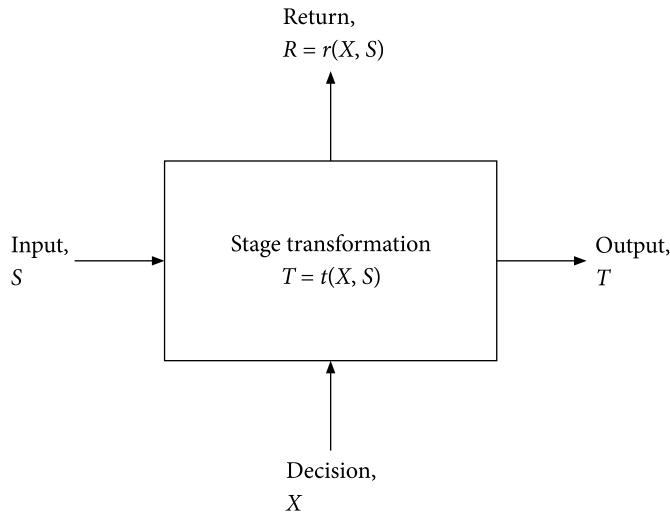 Return,
R = r(X, S)
Input,
S
Stage transformation
T = t(X, S)
Output,
T
Decision,
X